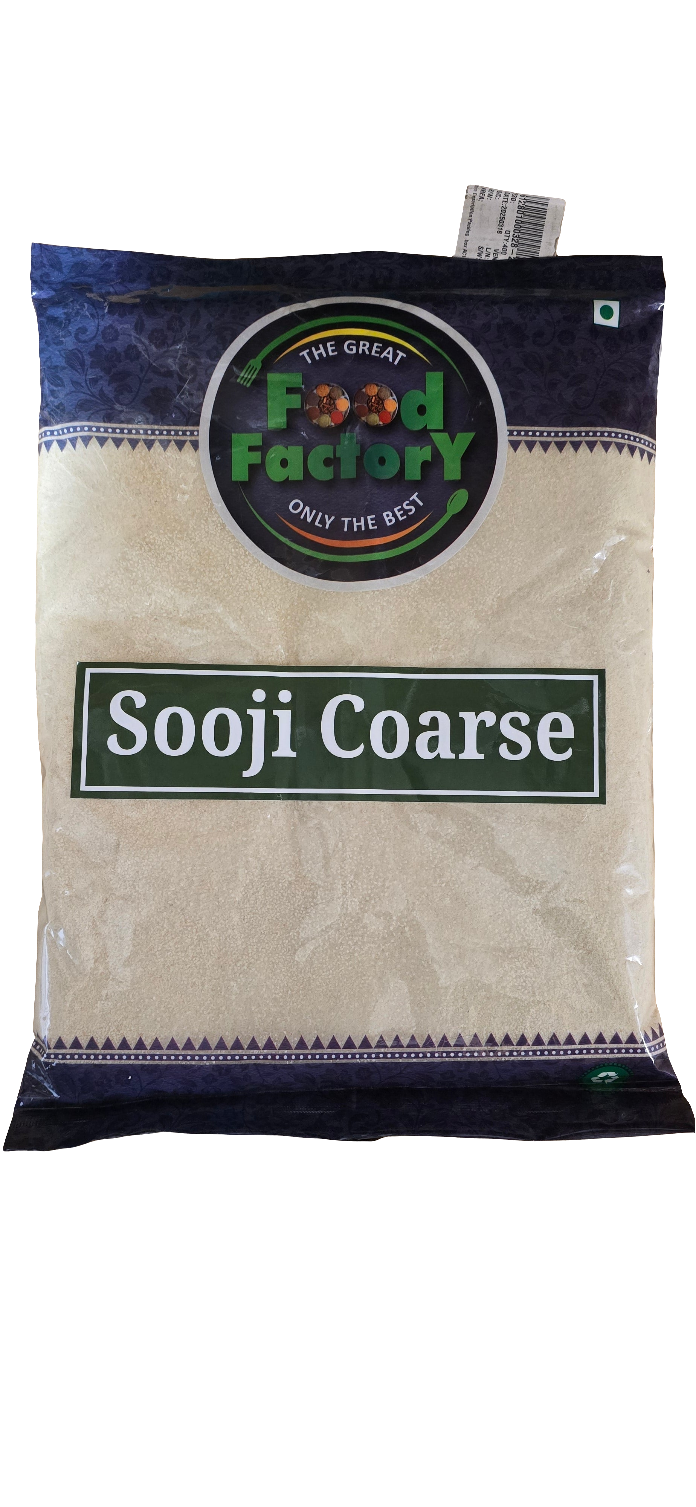 THE GREAT
Food
FactorY
ONLY THE BEST
Sooji Coarse